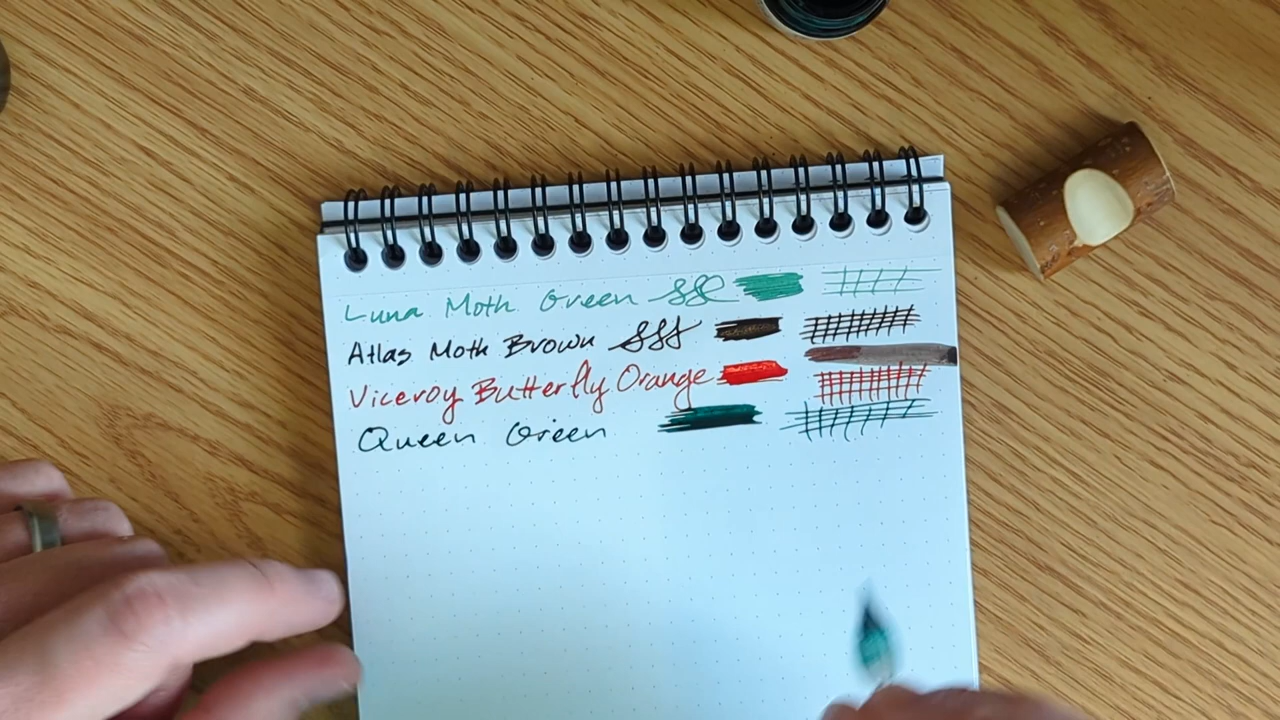 Luna Moth Green
Atlas Moth Brown
Viceroy Butterfly Orange
Queen Green